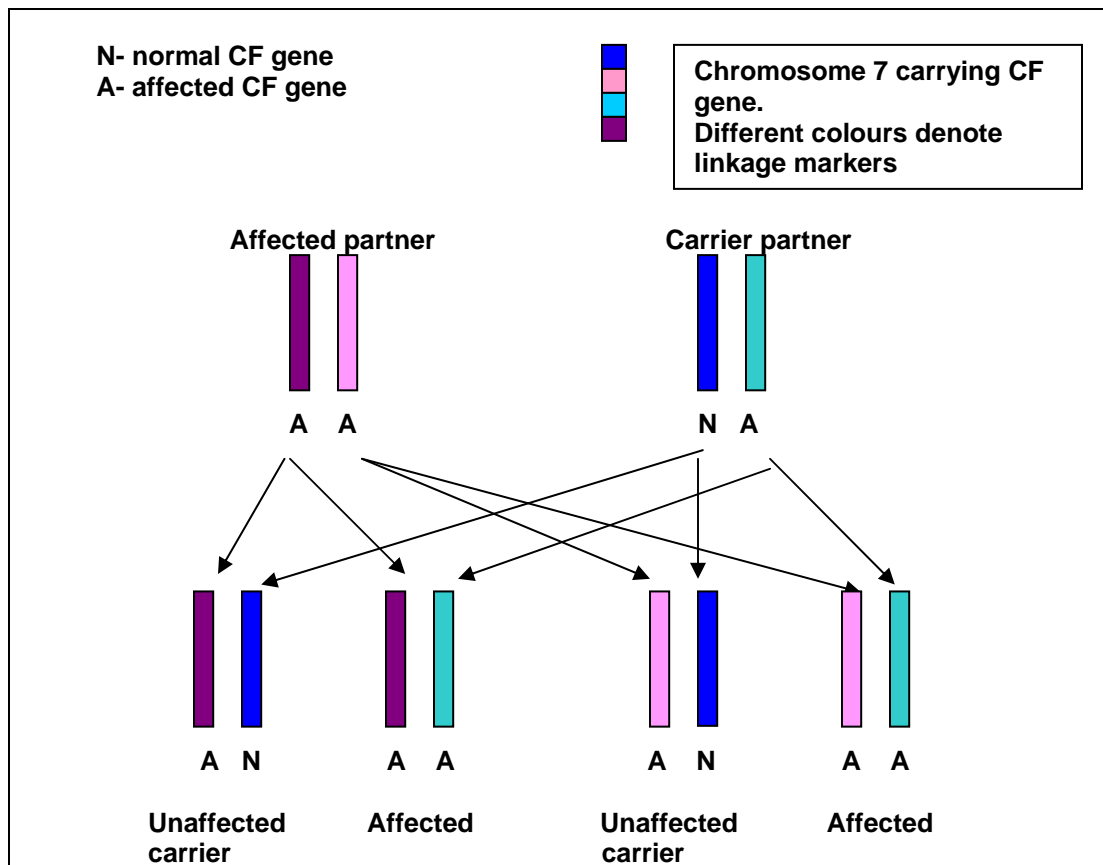 N- normal CF gene
A- affected CF gene
Chromosome 7 carrying CF
gene.
Different colours denote
linkage markers
Affected partner
Carrier partner
A A
N A
A N
A A
A N
A A
Unaffected
carrier
Affected
Unaffected
carrier
Affected